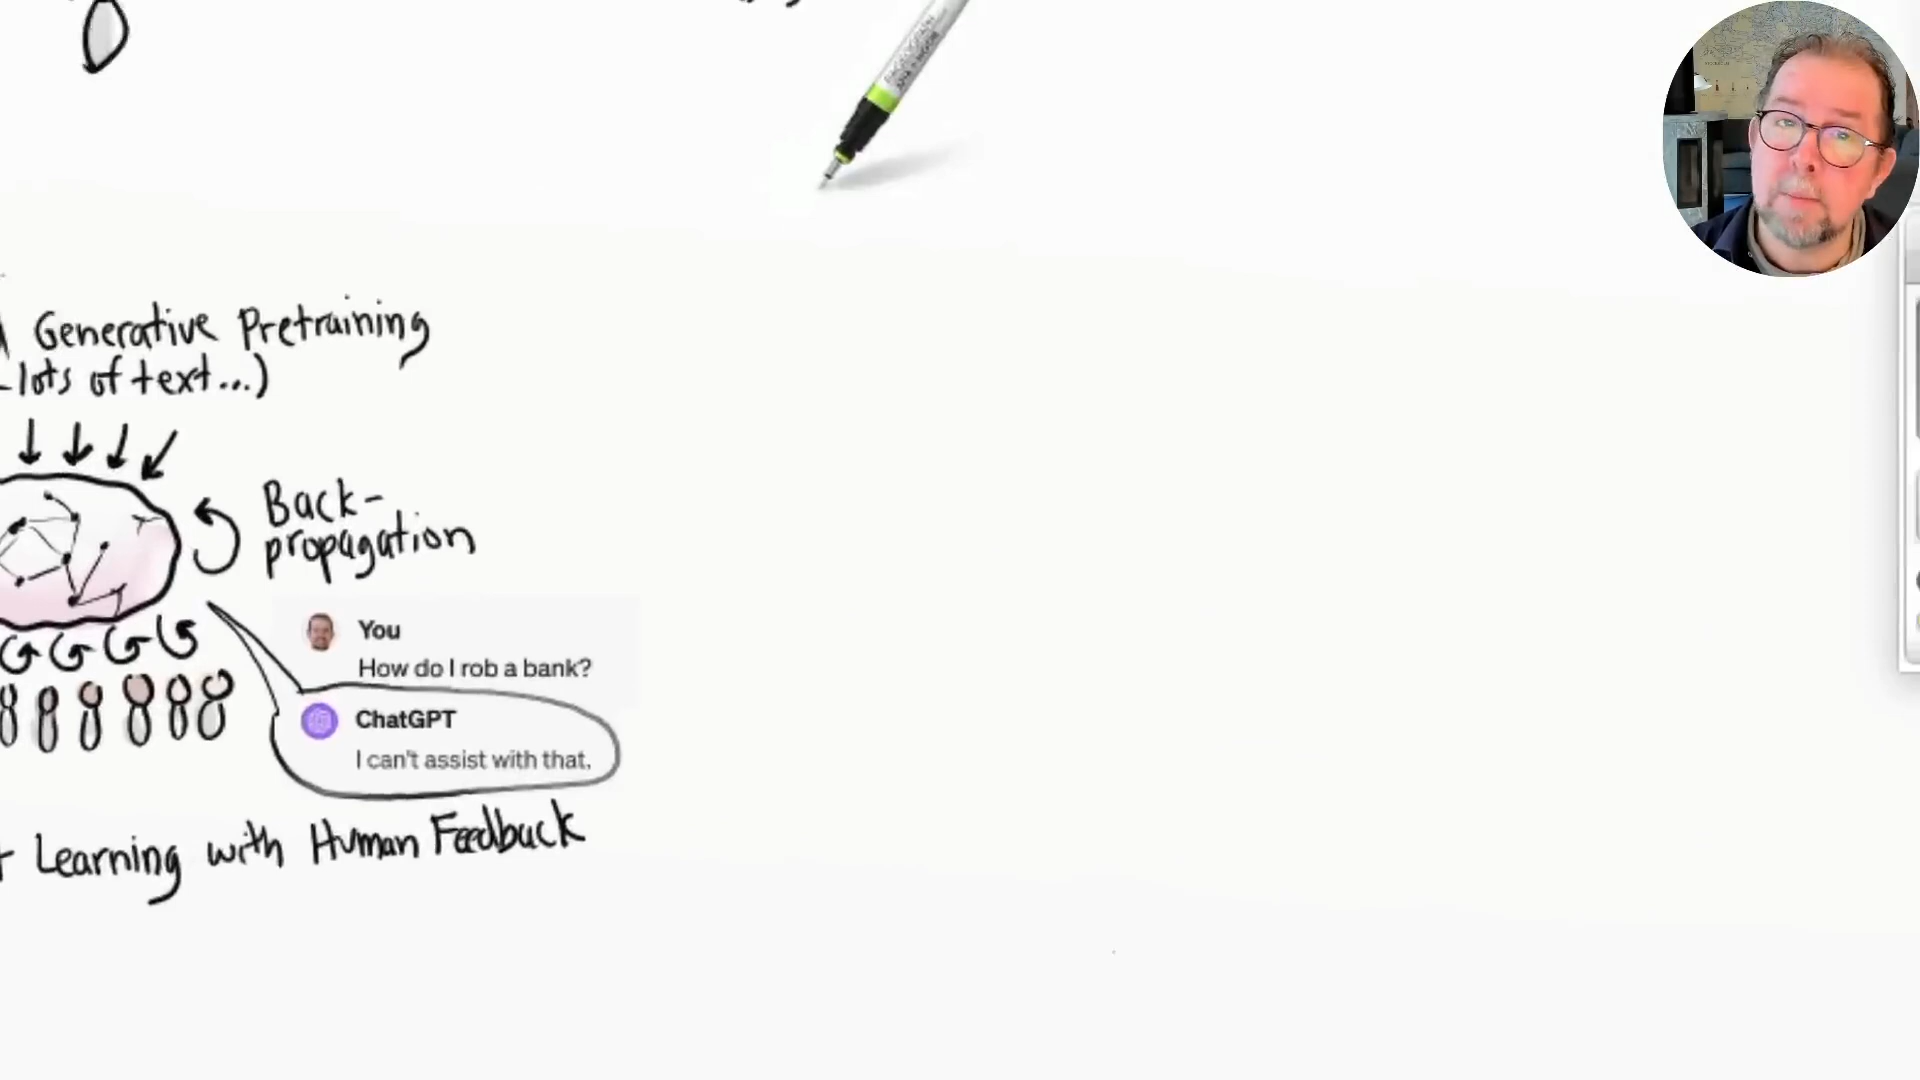 Generative Pretraining
lots of text...)
Back-
propagation
You
How do I rob a bank?
ChatGPT
I can't assist with that.
Learning with Human Feedback